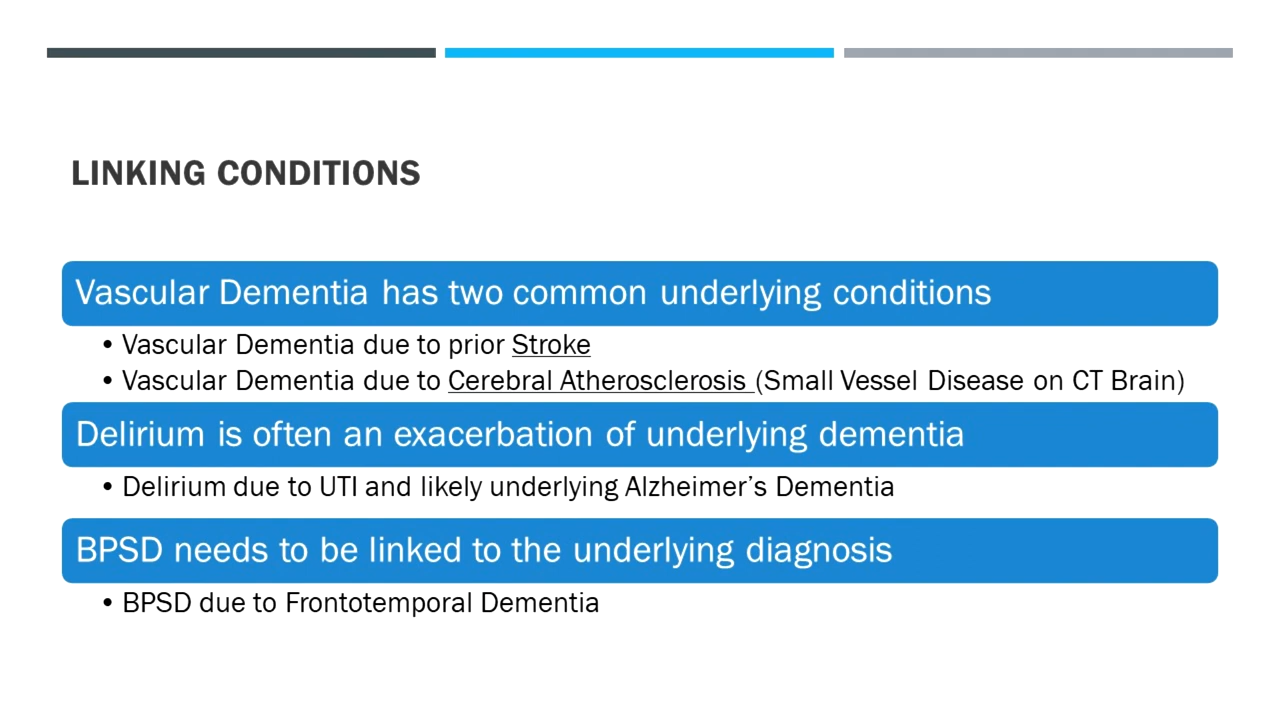 LINKING CONDITIONS
Vascular Dementia has two common underlying conditions
• Vascular Dementia due to prior Stroke
• Vascular Dementia due to Cerebral Atherosclerosis (Small Vessel Disease on CT Brain)
Delirium is often an exacerbation of underlying dementia
• Delirium due to UTI and likely underlying Alzheimer’s Dementia
BPSD needs to be linked to the underlying diagnosis
• BPSD due to Frontotemporal Dementia